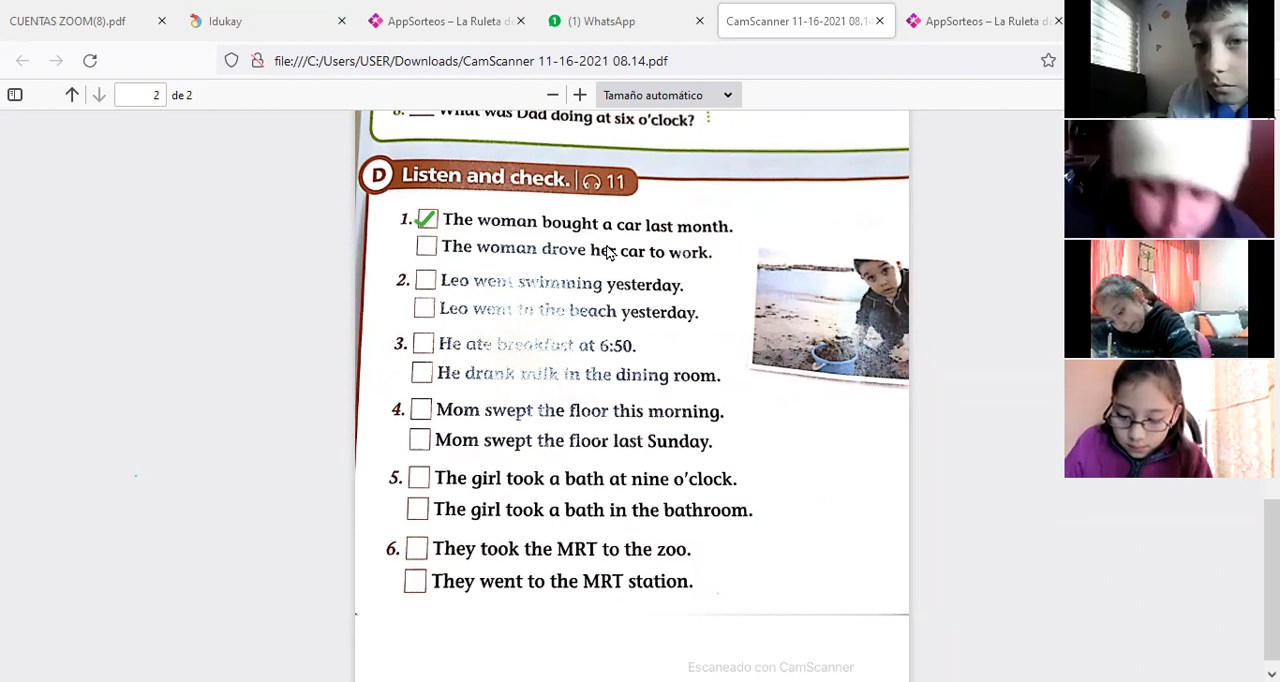 CUENTAS ZOOM(8).pdf
Idukay
AppSorteos – La Ruleta d
(1) WhatsApp
CamScanner 11-16-2021 08.14
AppSorteos – La Ruleta de
file:///C:/Users/USER/Downloads/CamScanner 11-16-2021 08.14.pdf
2 de 2
Tamaño automático
8. ___ What was Dad doing at six o'clock?
D Listen and check. 11
1. The woman bought a car last month.
The woman drove her car to work.
2. Leo went swimming yesterday.
Leo went to the beach yesterday.
3. He ate breakfast at 6:50.
He drank milk in the dining room.
4. Mom swept the floor this morning.
Mom swept the floor last Sunday.
5. The girl took a bath at nine o'clock.
The girl took a bath in the bathroom.
6. They took the MRT to the zoo.
They went to the MRT station.
Escaneado con CamScanner